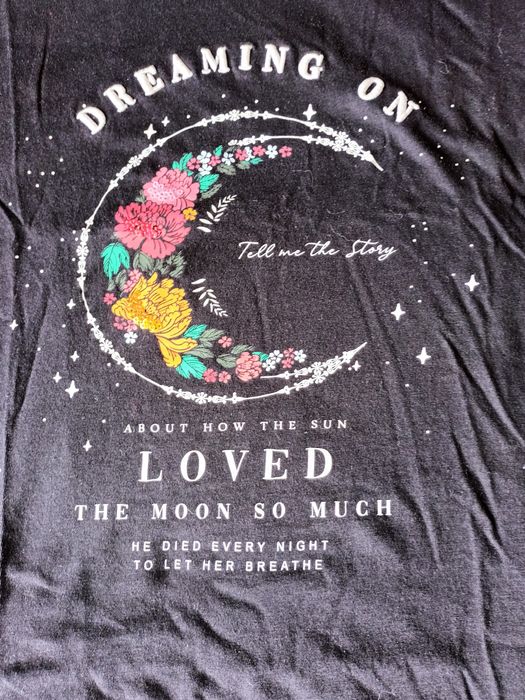 DREAMING ON
Tell me the Story
ABOUT HOW THE SUN
LOVED
THE MOON SO MUCH
HE DIED EVERY NIGHT
TO LET HER BREATHE